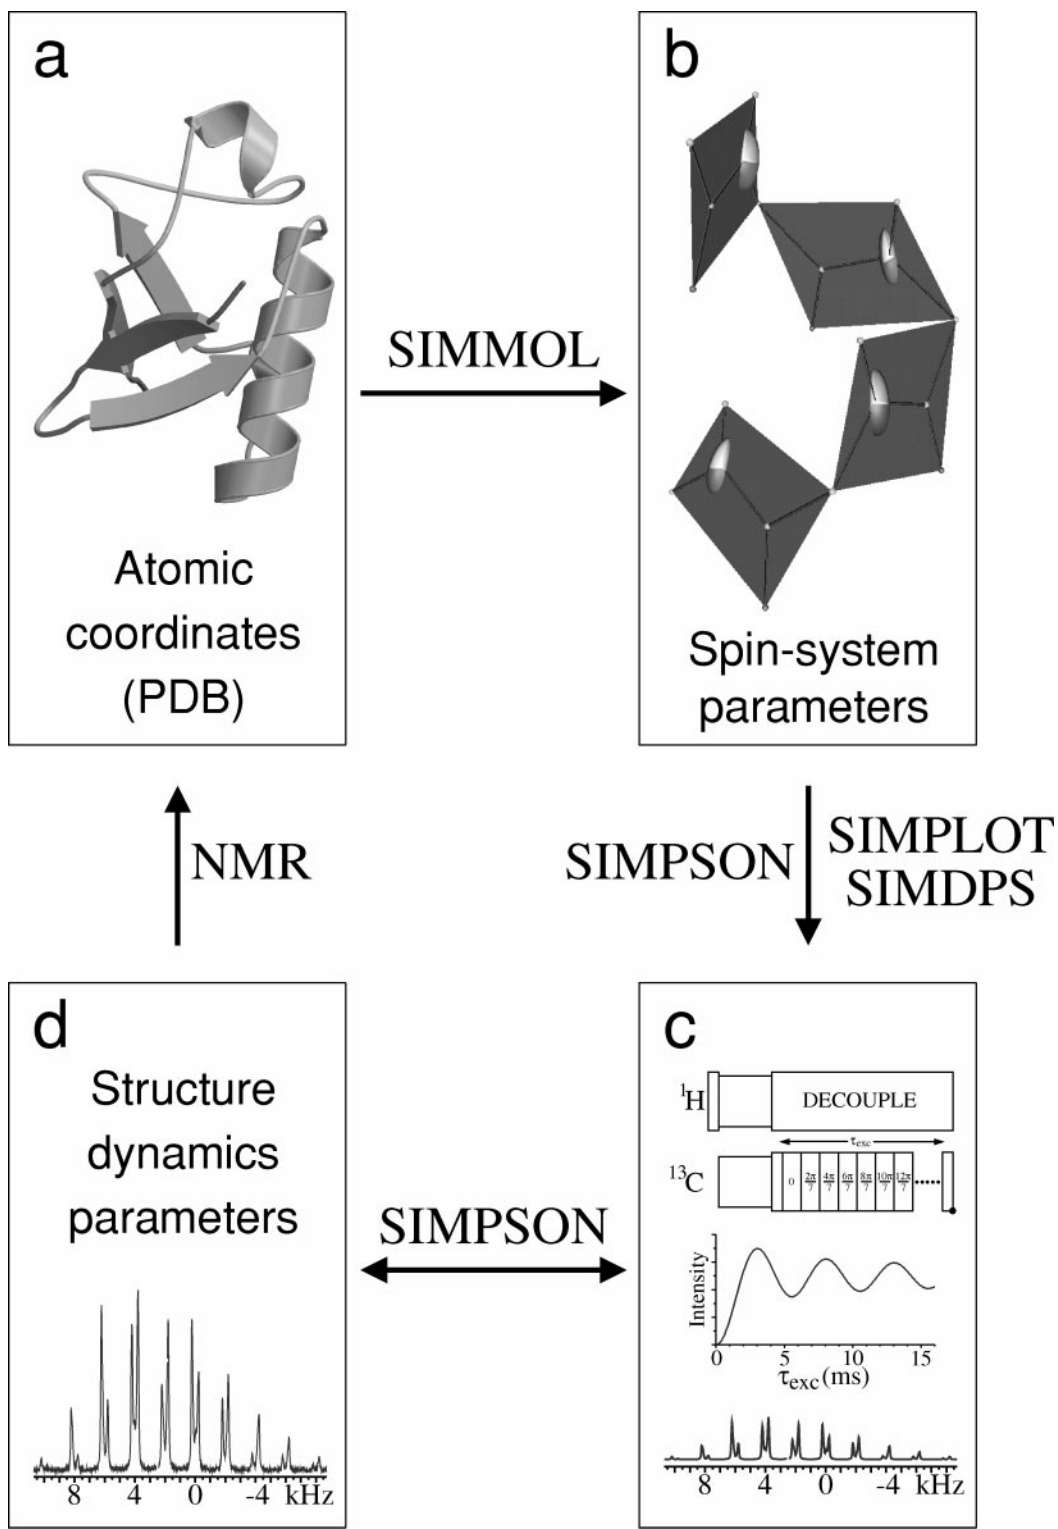 a
Atomic
coordinates
(PDB)
SIMMOL
b
Spin-system
parameters
NMR
SIMPSON
SIMPLOT
SIMDPS
d
Structure
dynamics
parameters
8 4 0 -4 kHz
SIMPSON
c
¹H DECOUPLE
τexc
¹³C 0 2π/7 4π/7 6π/7 8π/7 10π/7 12π/7
Intensity
0 5 10 15
τexc (ms)
8 4 0 -4 kHz